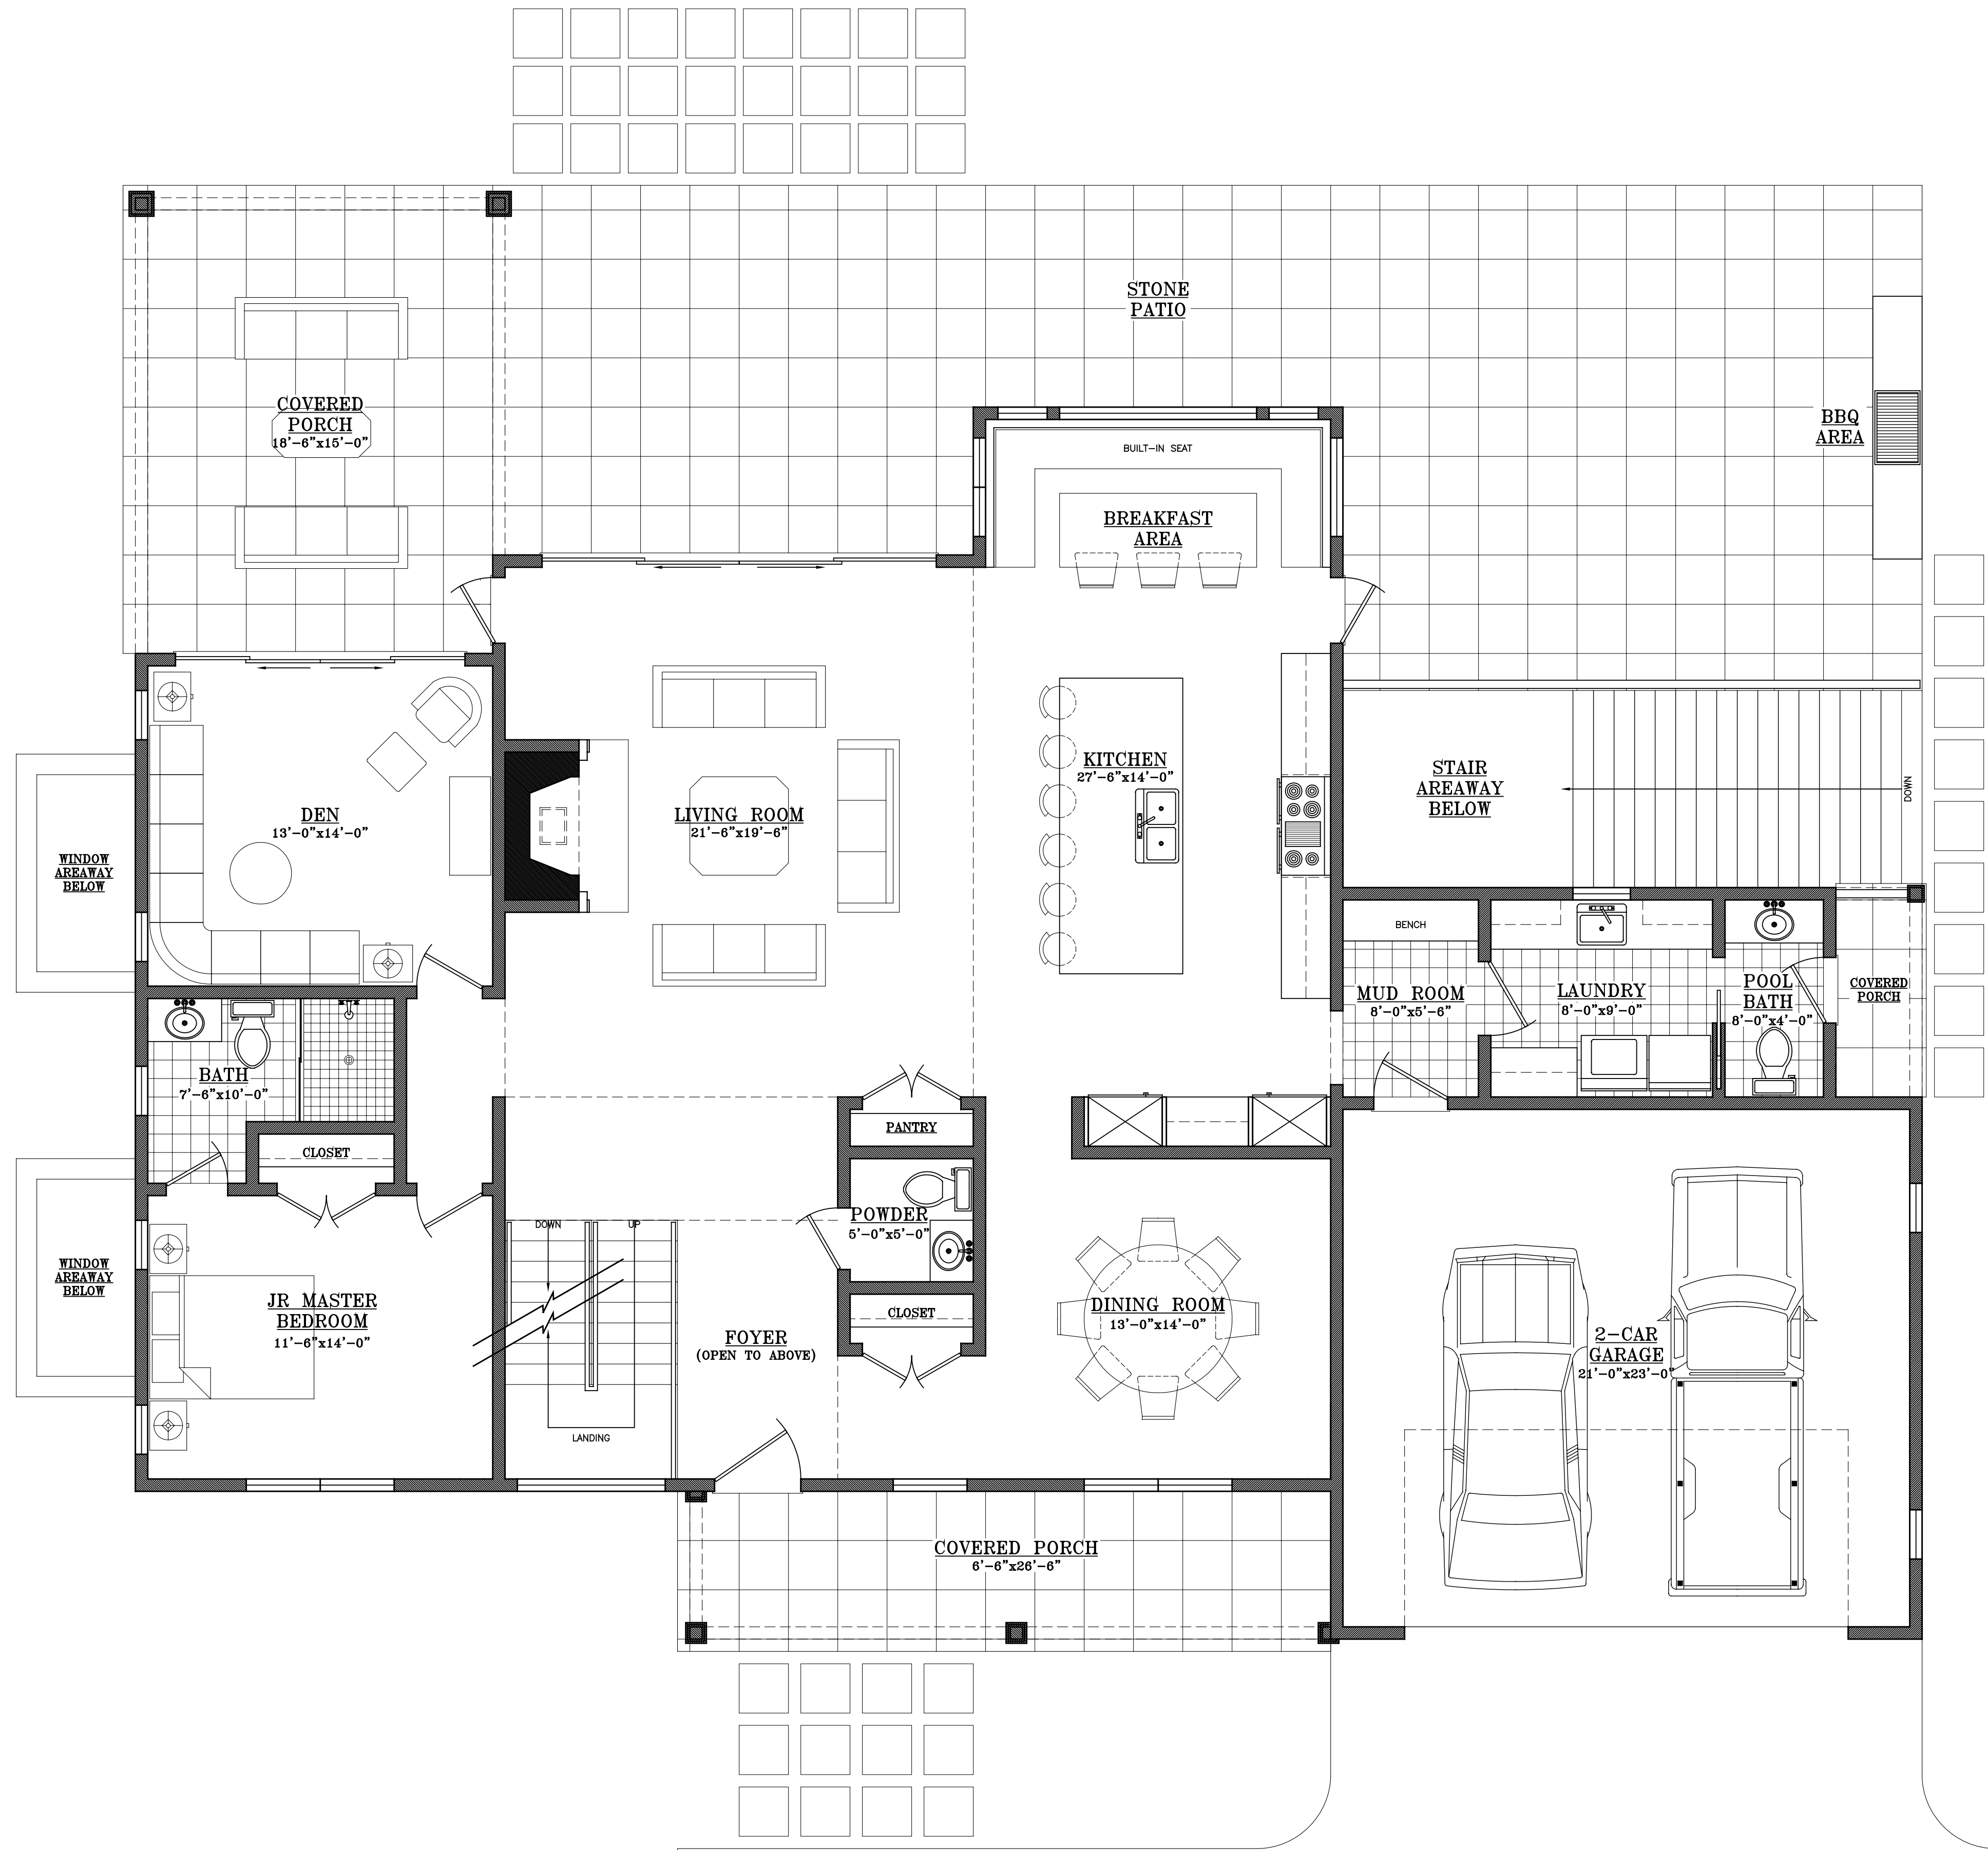 STONE
PATIO
COVERED
PORCH
18'-6"x15'-0"
BBQ
AREA
BUILT-IN SEAT
BREAKFAST
AREA
KITCHEN
27'-6"x14'-0"
STAIR
AREAWAY
BELOW
DOWN
DEN
13'-0"x14'-0"
LIVING ROOM
21'-6"x19'-6"
WINDOW
AREAWAY
BELOW
BENCH
MUD ROOM
8'-0"x5'-6"
LAUNDRY
8'-0"x9'-0"
POOL
BATH
8'-0"x4'-0"
COVERED
PORCH
BATH
7'-6"x10'-0"
CLOSET
PANTRY
POWDER
5'-0"x5'-0"
DOWN
UP
WINDOW
AREAWAY
BELOW
JR MASTER
BEDROOM
11'-6"x14'-0"
FOYER
(OPEN TO ABOVE)
CLOSET
DINING ROOM
13'-0"x14'-0"
2-CAR
GARAGE
21'-0"x23'-0"
LANDING
COVERED PORCH
6'-6"x26'-6"